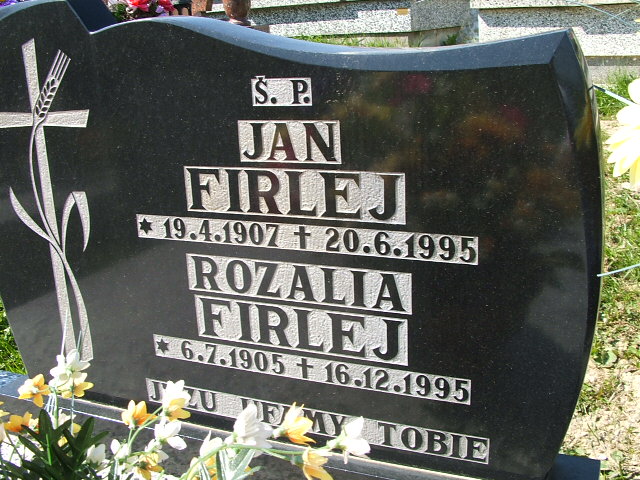 Ś. P.
JAN
FIRLEJ
* 19.4.1907 † 20.6.1995
ROZALIA
FIRLEJ
* 6.7.1905 † 16.12.1995
TOBIE